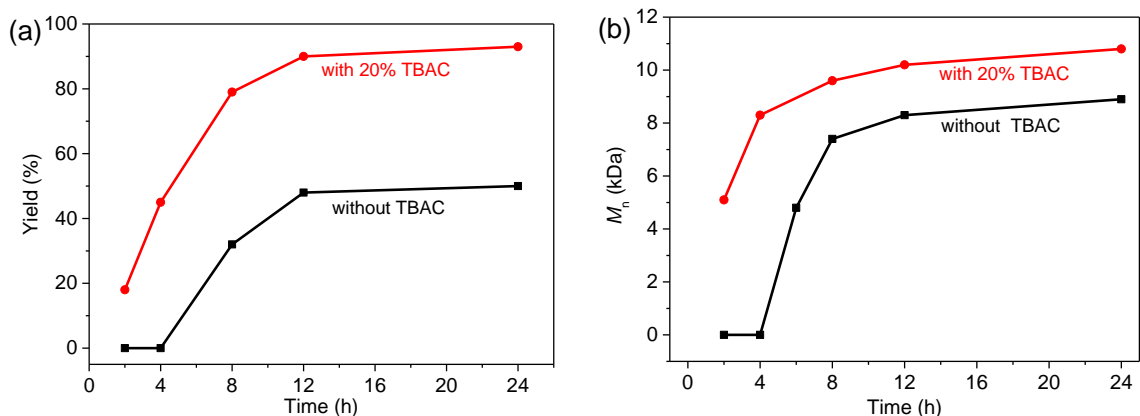 (a)
100
80
60
40
20
0
Yield (%)
with 20% TBAC
without TBAC
0 4 8 12 16 20 24
Time (h)
(b)
12
10
8
6
4
2
0
Mn (kDa)
with 20% TBAC
without TBAC
0 4 8 12 16 20 24
Time (h)